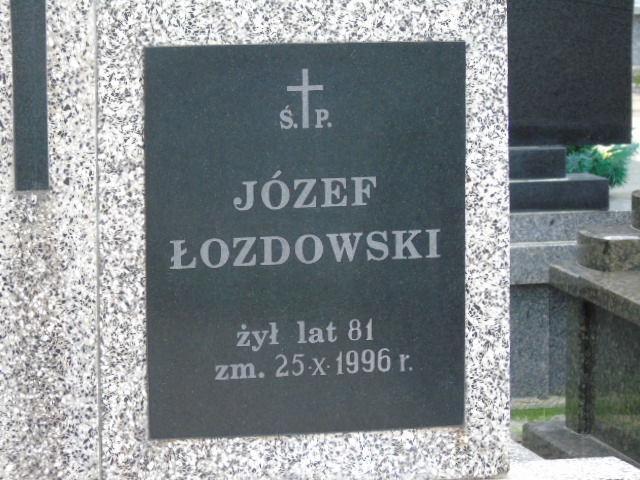 Ś. P.
JÓZEF
ŁOZDOWSKI
żył lat 81
zm. 25·X·1996 r.